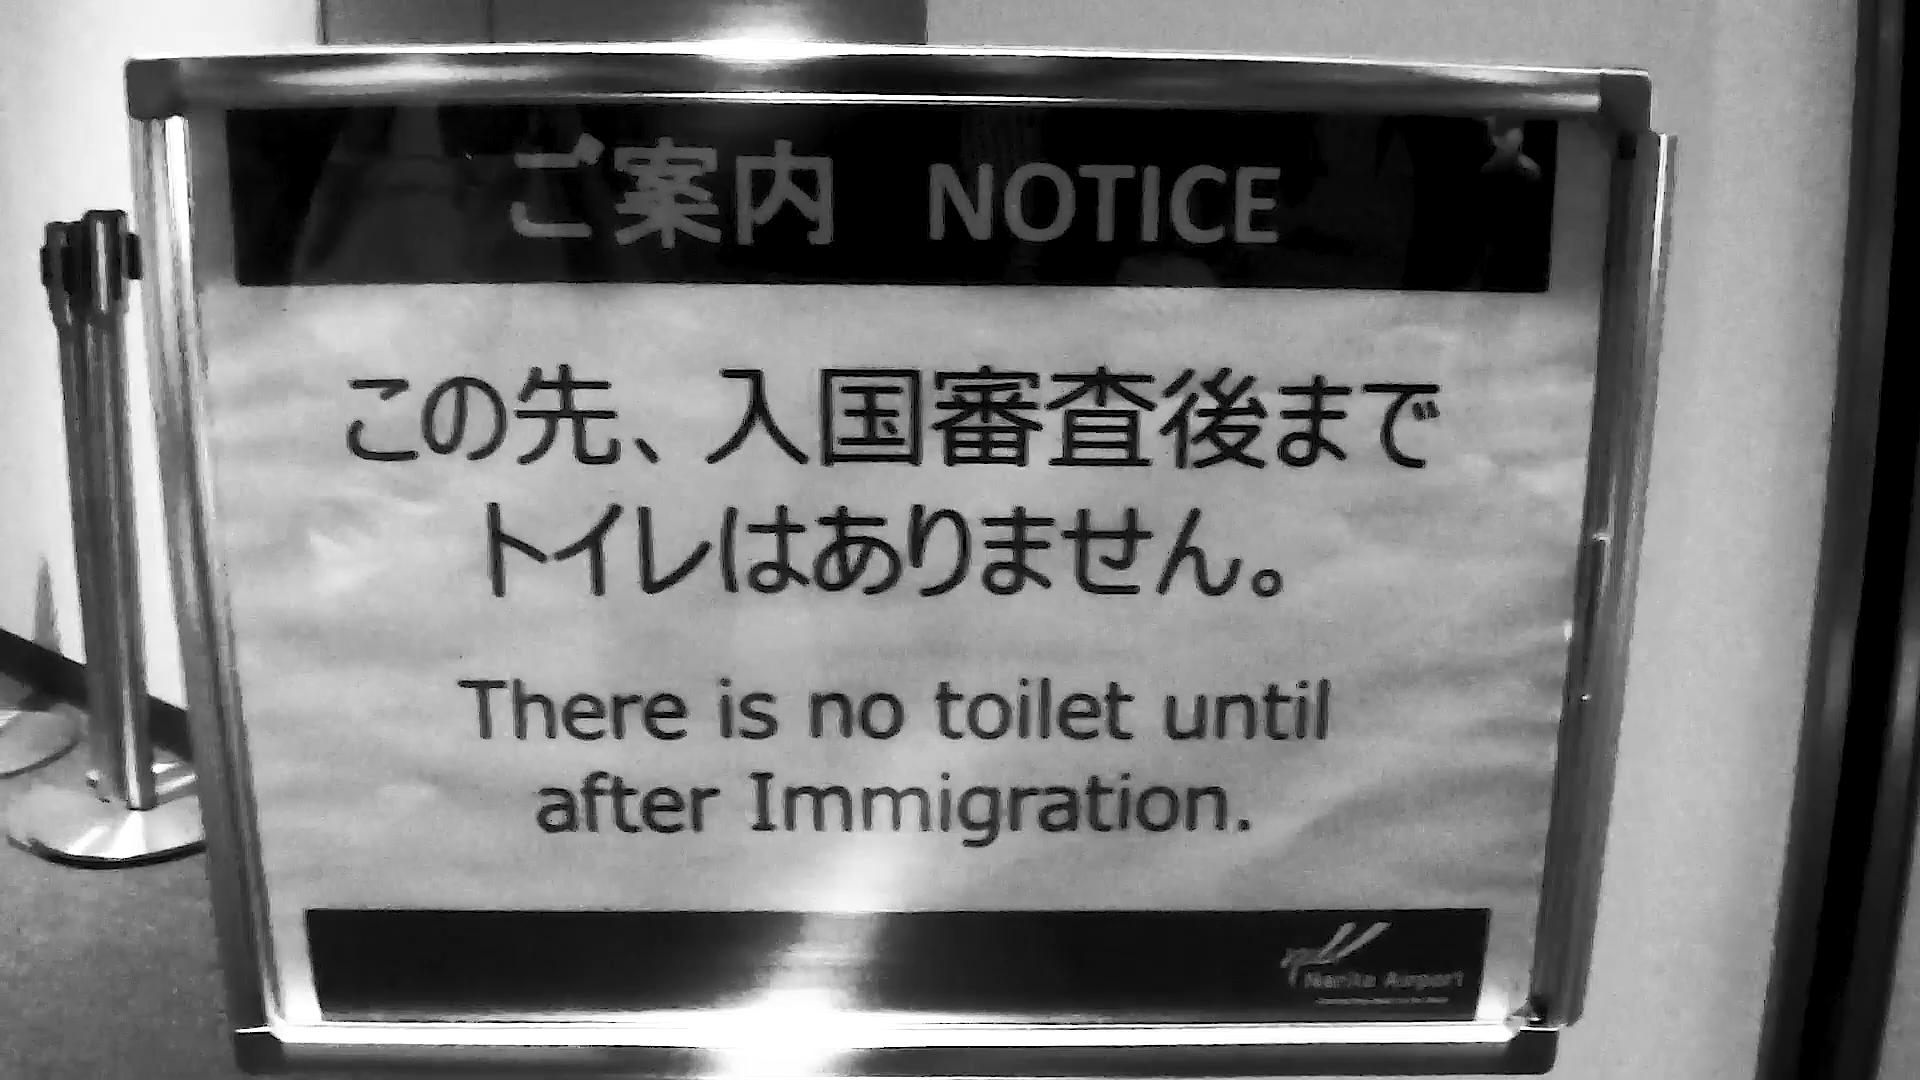 ご案内 NOTICE
この先、入国審査後まで
トイレはありません。
There is no toilet until
after Immigration.
Narita Airport